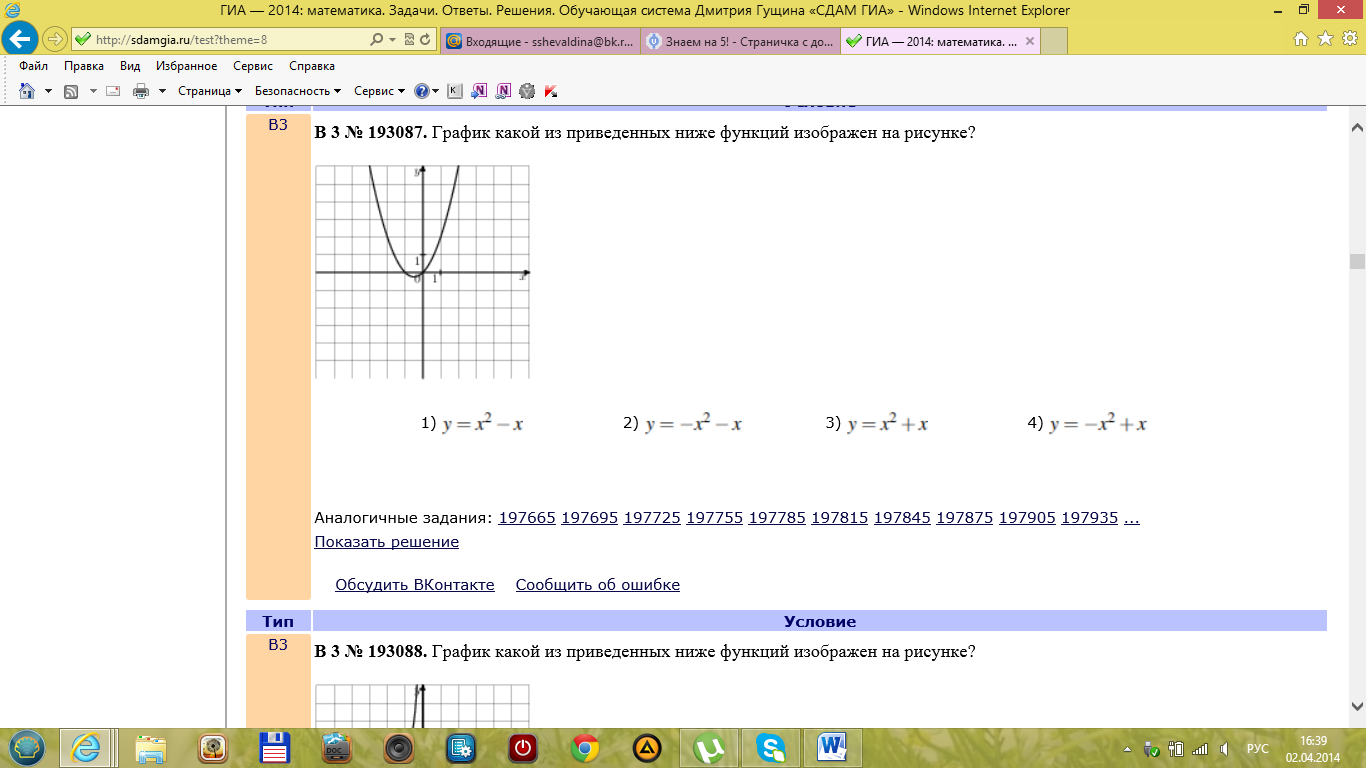 ГИА — 2014: математика. Задачи. Ответы. Решения. Обучающая система Дмитрия Гущина «СДАМ ГИА» - Windows Internet Explorer
http://sdamgia.ru/test?theme=8
Входящие - sshevaldina@bk.r...
Знаем на 5! - Страничка с до...
ГИА — 2014: математика. ...
Файл Правка Вид Избранное Сервис Справка
Страница Безопасность Сервис
В3
В 3 № 193087. График какой из приведенных ниже функций изображен на рисунке?
y
1
0 1 x
1) y = x² − x 2) y = −x² − x 3) y = x² + x 4) y = −x² + x
Аналогичные задания: 197665 197695 197725 197755 197785 197815 197845 197875 197905 197935 ...
Показать решение
Обсудить ВКонтакте Сообщить об ошибке
Тип Условие
В3
В 3 № 193088. График какой из приведенных ниже функций изображен на рисунке?
DOC
РУС
16:39
02.04.2014